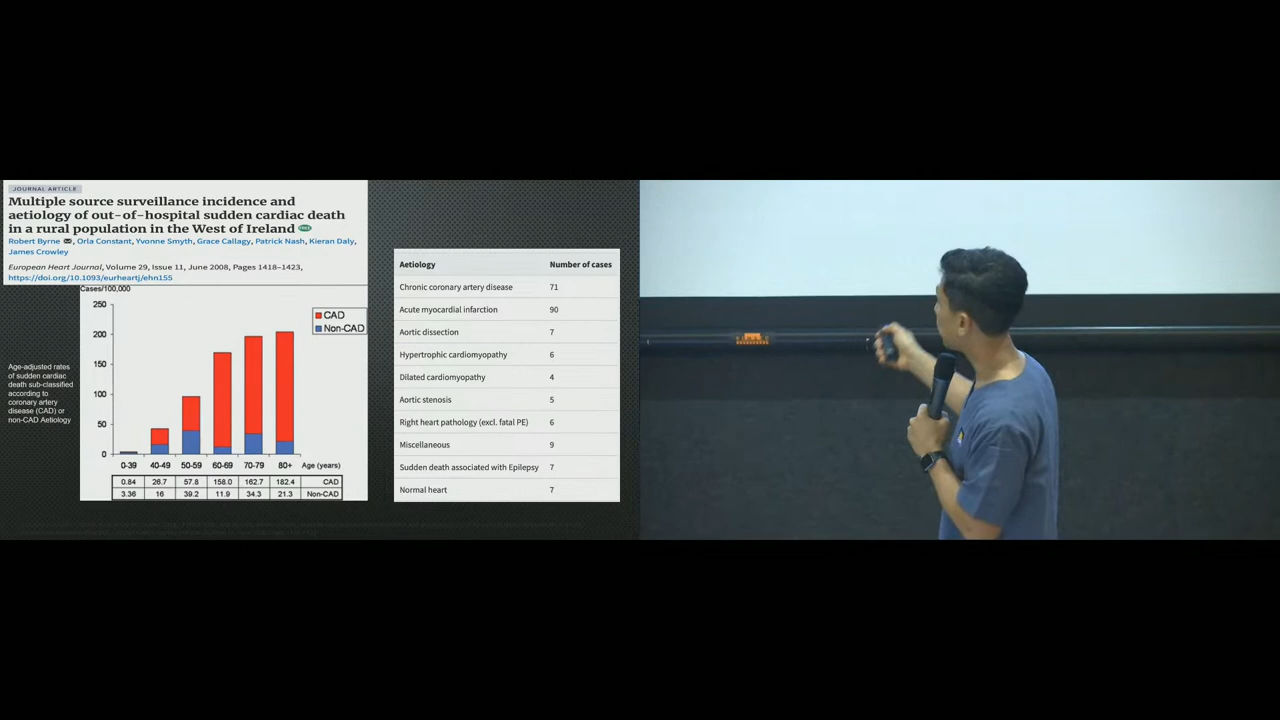 JOURNAL ARTICLE
Multiple source surveillance incidence and
aetiology of out-of-hospital sudden cardiac death
in a rural population in the West of Ireland FREE
Robert Byrne, Orla Constant, Yvonne Smyth, Grace Callagy, Patrick Nash, Kieran Daly,
James Crowley
European Heart Journal, Volume 29, Issue 11, June 2008, Pages 1418–1423,
https://doi.org/10.1093/eurheartj/ehn155
Age-adjusted rates
of sudden cardiac
death sub-classified
according to
coronary artery
disease (CAD) or
non-CAD Aetiology
Cases/100,000
250
200
150
100
50
0
CAD
Non-CAD
0-39 40-49 50-59 60-69 70-79 80+ Age (years)
0.84 26.7 57.8 158.0 162.7 182.4 CAD
3.36 16 39.2 11.9 34.3 21.3 Non-CAD
Aetiology Number of cases
Chronic coronary artery disease 71
Acute myocardial infarction 90
Aortic dissection 7
Hypertrophic cardiomyopathy 6
Dilated cardiomyopathy 4
Aortic stenosis 5
Right heart pathology (excl. fatal PE) 6
Miscellaneous 9
Sudden death associated with Epilepsy 7
Normal heart 7